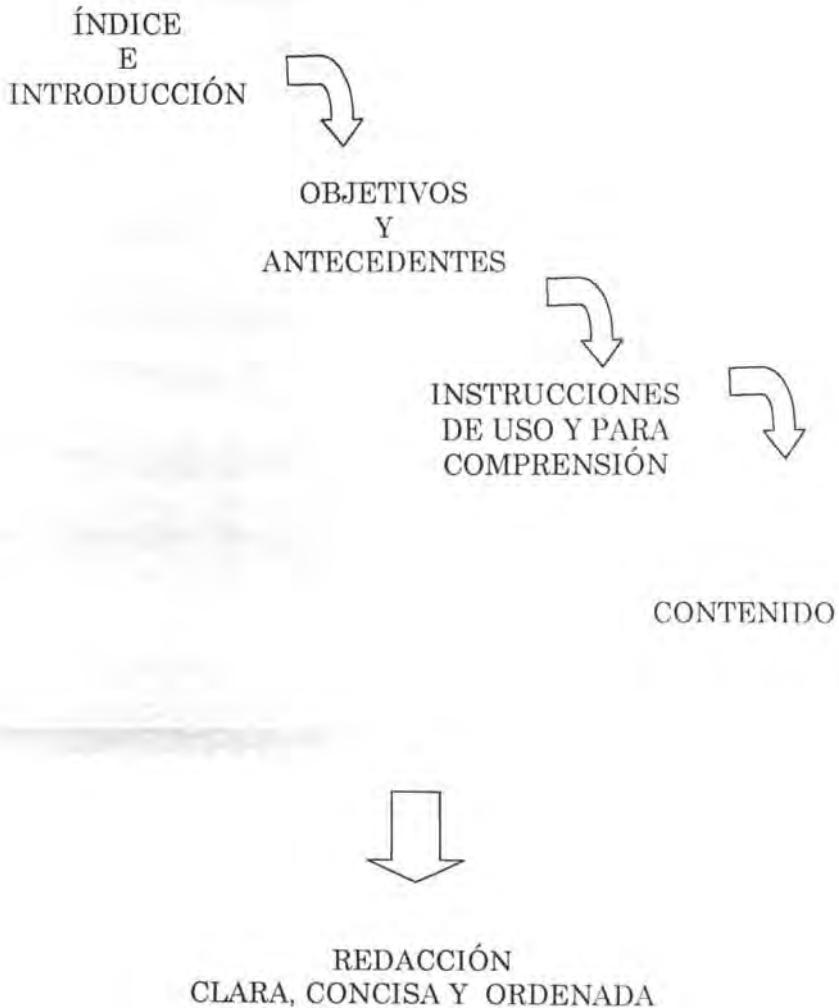 ÍNDICE
E
INTRODUCCIÓN
OBJETIVOS
Y
ANTECEDENTES
INSTRUCCIONES
DE USO Y PARA
COMPRENSIÓN
CONTENIDO
REDACCIÓN
CLARA, CONCISA Y ORDENADA